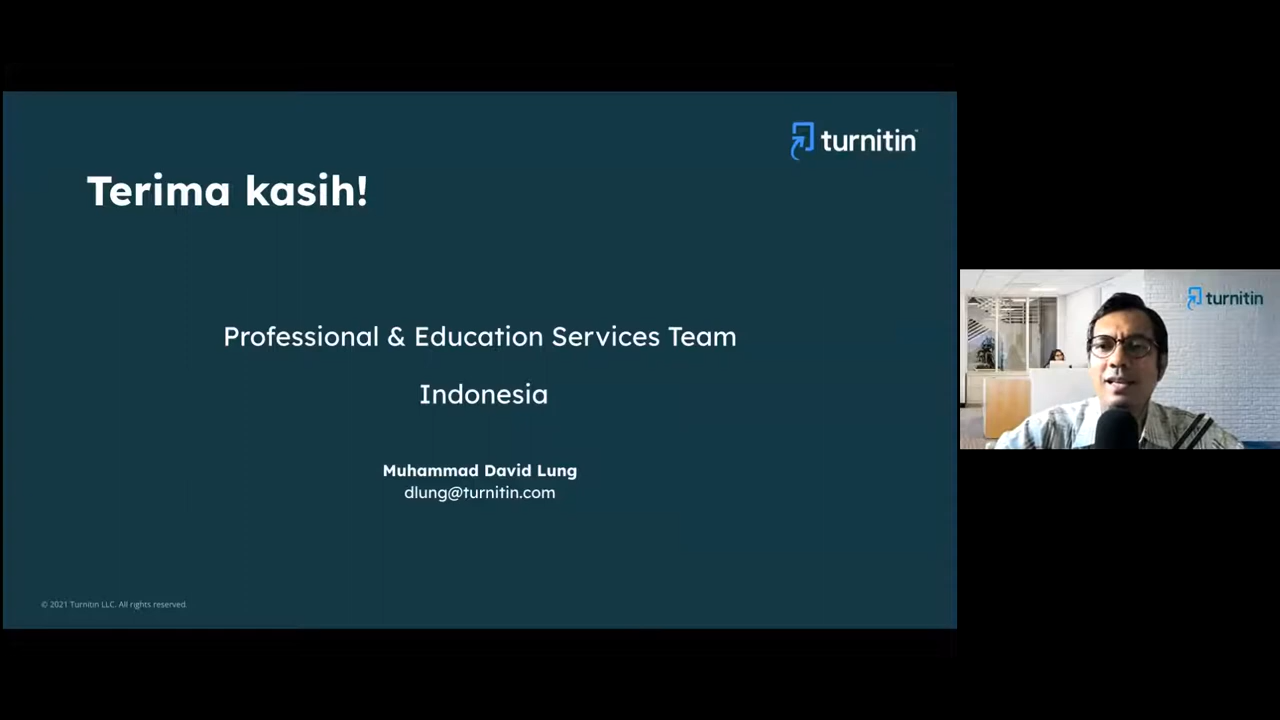 turnitin
Terima kasih!
Professional & Education Services Team
Indonesia
Muhammad David Lung
dlung@turnitin.com
© 2021 Turnitin LLC. All rights reserved.
turnitin